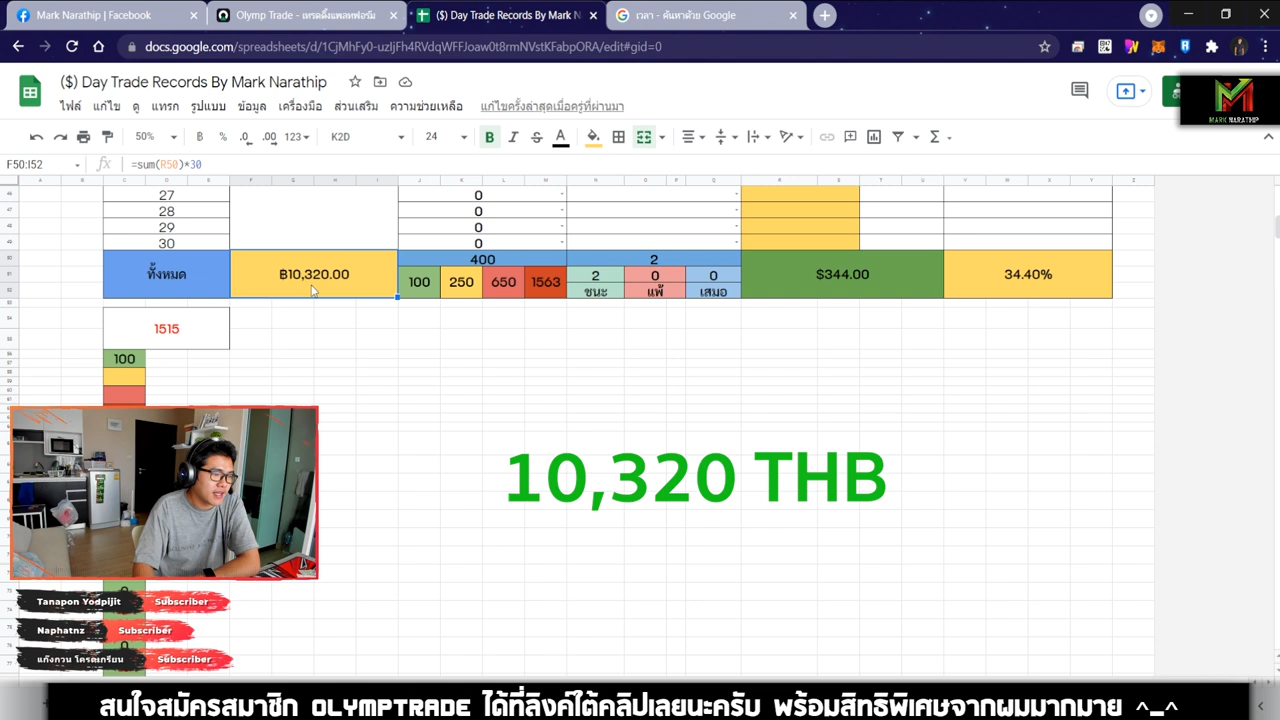 Mark Narathip | Facebook
Olymp Trade - เทรดดิ้งแพลทฟอร์ม
($) Day Trade Records By Mark N
เวลา - ค้นหาด้วย Google
docs.google.com/spreadsheets/d/1CjMhFy0-uzIjFh4RVdqWFFJoaw0t8rmNVstKFabpORA/edit#gid=0
($) Day Trade Records By Mark Narathip
ไฟล์ แก้ไข ดู แทรก รูปแบบ ข้อมูล เครื่องมือ ส่วนเสริม ความช่วยเหลือ แก้ไขครั้งล่าสุดเมื่อครู่ที่ผ่านมา
MARK NARATHIP
50% ฿ % .0 .00 123 K2D 24 B I S A Σ
F50:I52 fx =sum(R50)*30
A B C D E F G H I J K L M N O P Q R S T U V W X Y Z
46 27 0
47 28 0
48 29 0
49 30 0
50 400 2
51 ทั้งหมด ฿10,320.00 100 250 650 1563 2 0 0 $344.00 34.40%
52 ชนะ แพ้ เสมอ
1515
100
10,320 THB
Tanapon Yodpijit Subscriber
Naphatnz Subscriber
แก๊งกวน โครตเกรียน Subscriber
สนใจสมัครสมาชิก OLYMPTRADE ได้ที่ลิงค์ใต้คลิปเลยนะครับ พร้อมสิทธิพิเศษจากผมมากมาย ^_^